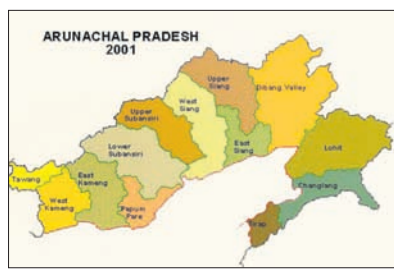 ARUNACHAL PRADESH
2001
Upper
Siang
Dibang Valley
West
Siang
Upper
Subansiri
Lower
Subansiri
East
Siang
Lohit
Changlang
Tawang
East
Kameng
West
Kameng
Papum
Pare